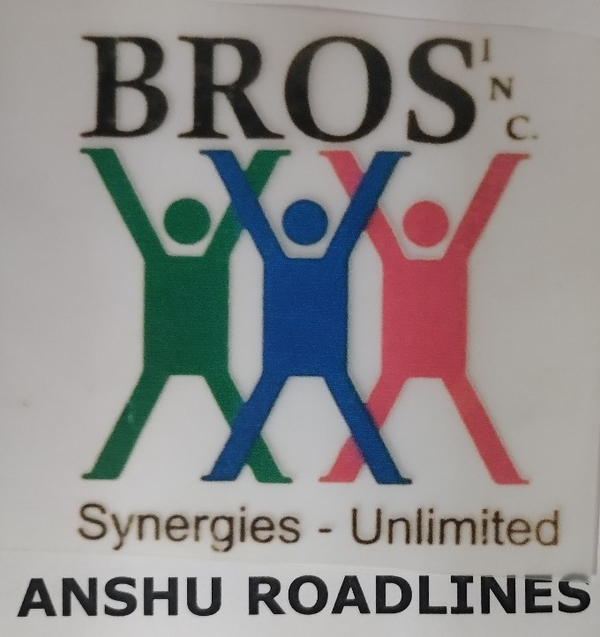 BROS INC.
Synergies - Unlimited
ANSHU ROADLINES